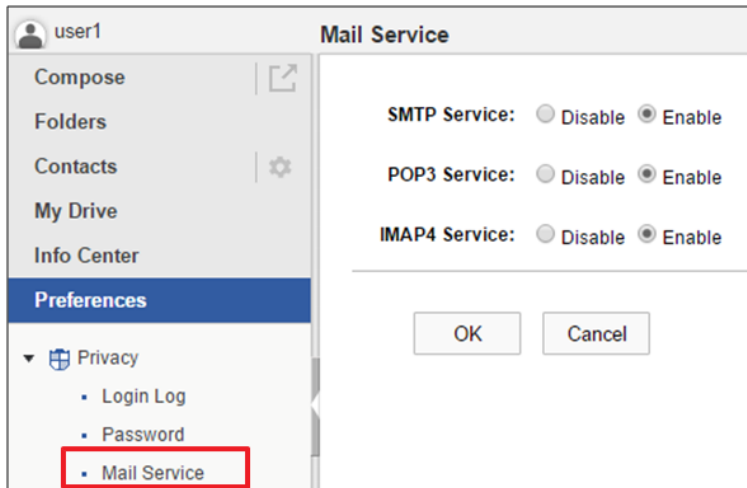 user1
Mail Service
Compose
Folders
Contacts
My Drive
Info Center
Preferences
Privacy
Login Log
Password
Mail Service
SMTP Service: Disable Enable
POP3 Service: Disable Enable
IMAP4 Service: Disable Enable
OK Cancel